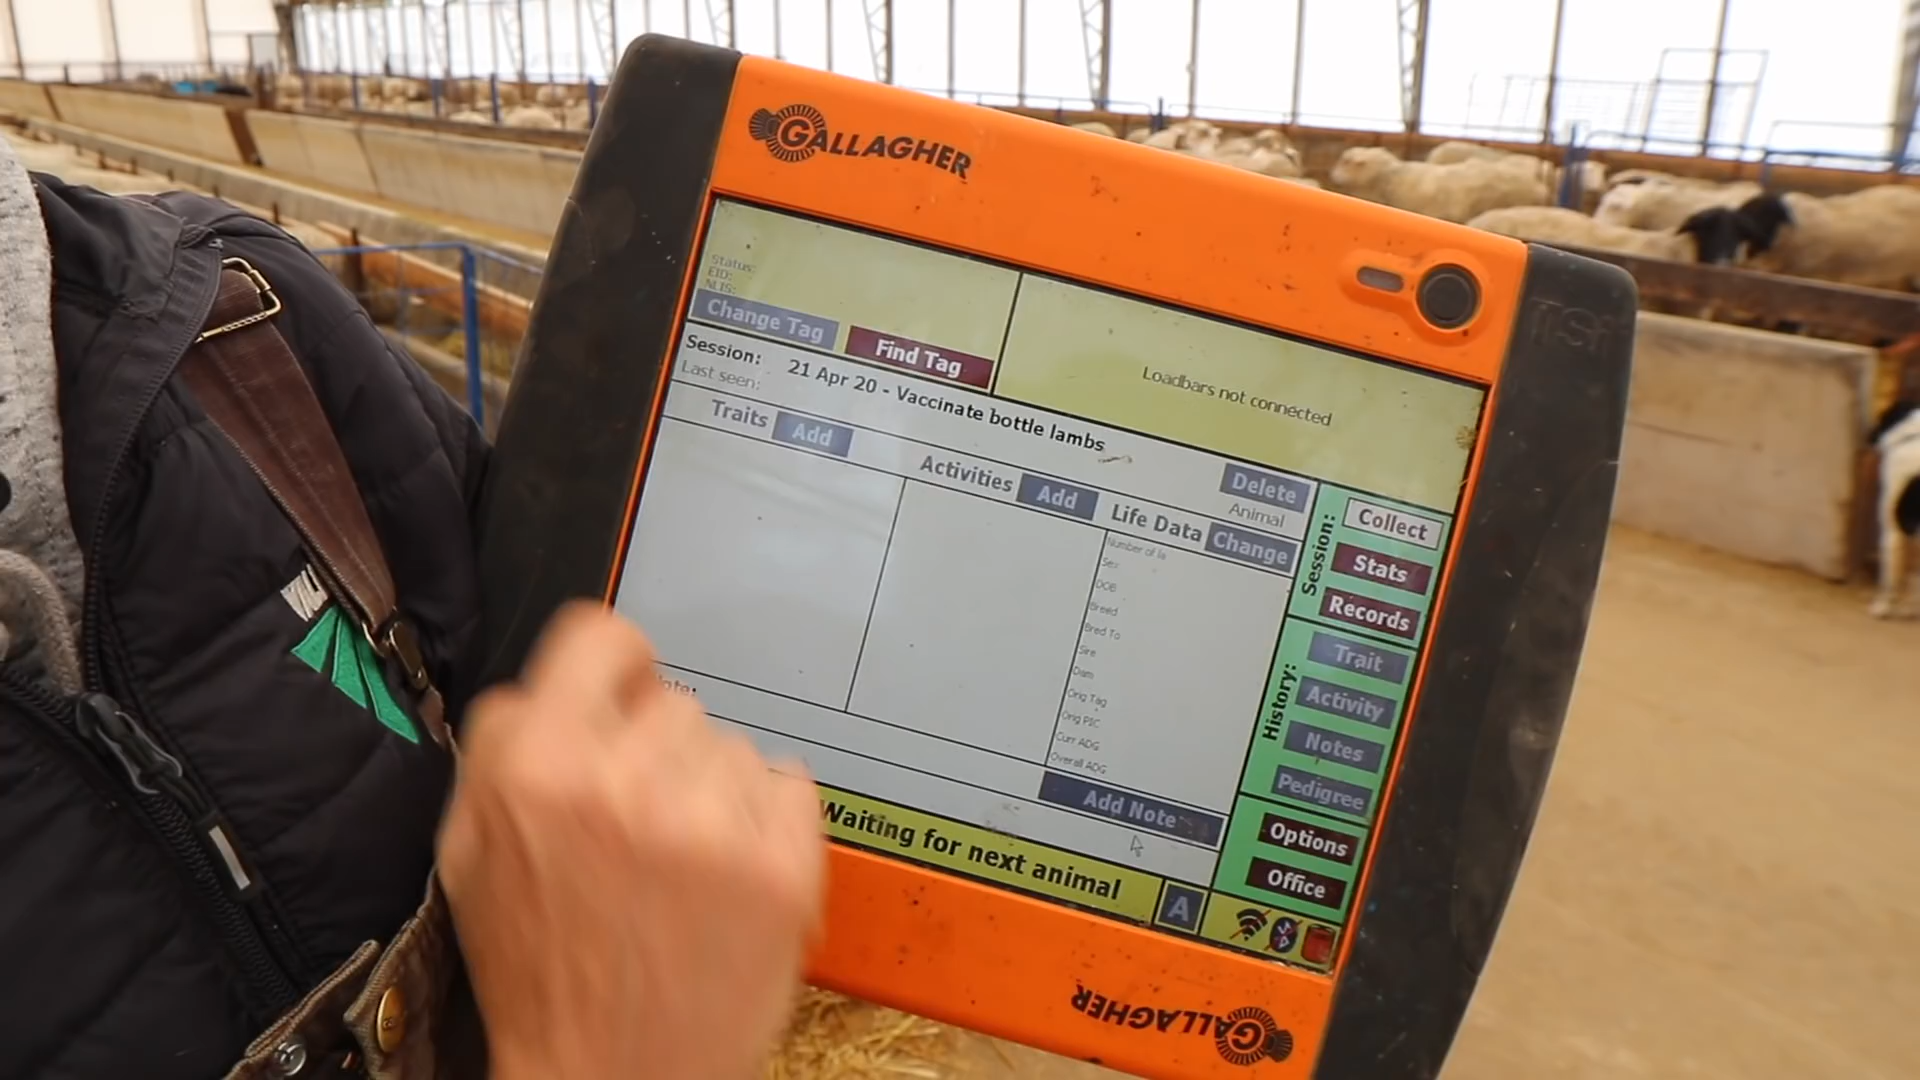 GALLAGHER
TSi
Status:
EID:
NLIS:
Change Tag
Find Tag
Loadbars not connected
Session: 21 Apr 20 - Vaccinate bottle lambs
Last seen:
Delete
Animal
Traits Add
Activities Add
Life Data Change
Number of la
Sex
DOB
Breed
Bred To
Sire
Dam
Orig Tag
Orig PIC
Curr ADG
Overall ADG
Note:
Add Note
Waiting for next animal
A
Session:
Collect
Stats
Records
History:
Trait
Activity
Notes
Pedigree
Options
Office
GALLAGHER